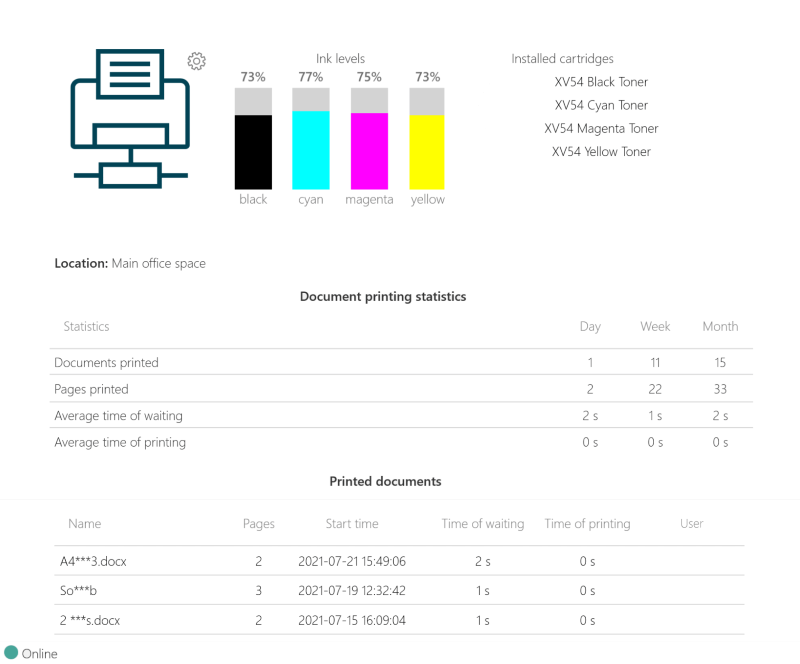 Ink levels
Installed cartridges
73% 77% 75% 73%
black cyan magenta yellow
XV54 Black Toner
XV54 Cyan Toner
XV54 Magenta Toner
XV54 Yellow Toner
Location: Main office space
Document printing statistics
Statistics Day Week Month
Documents printed 1 11 15
Pages printed 2 22 33
Average time of waiting 2 s 1 s 2 s
Average time of printing 0 s 0 s 0 s
Printed documents
Name Pages Start time Time of waiting Time of printing User
A4***3.docx 2 2021-07-21 15:49:06 2 s 0 s
So***b 3 2021-07-19 12:32:42 1 s 0 s
2 ***s.docx 2 2021-07-15 16:09:04 1 s 0 s
Online